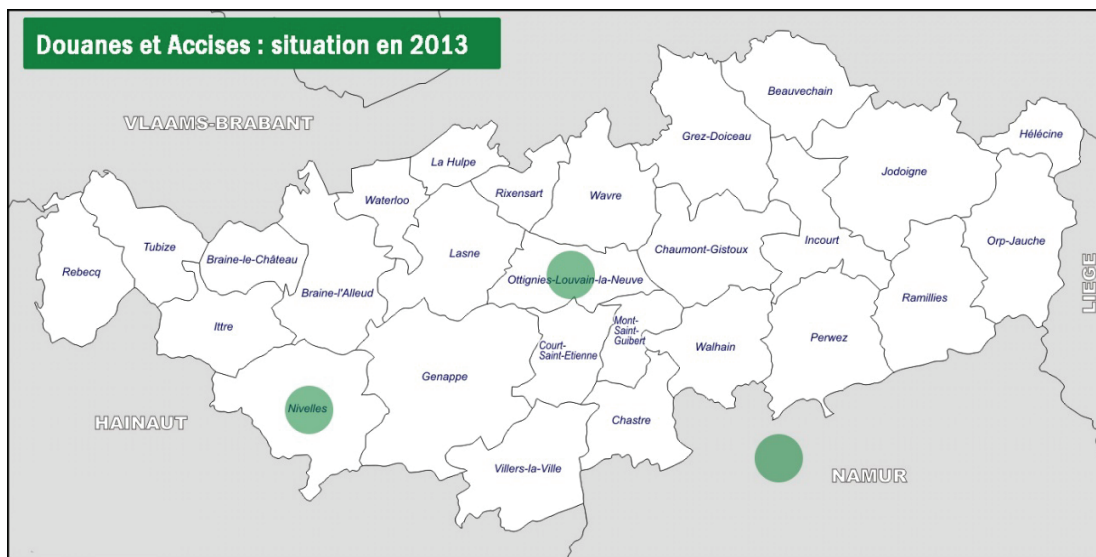 Douanes et Accises : situation en 2013
Beauvechain
VLAAMS-BRABANT
Grez-Doiceau
Hélécine
La Hulpe
Jodoigne
Waterloo
Rixensart
Wavre
Tubize
Braine-le-Château
Lasne
Chaumont-Gistoux
Incourt
Orp-Jauche
Rebecq
LIEGE
Ottignies-Louvain-la-Neuve
Braine-l'Alleud
Ramillies
Ittre
Mont-
Saint-
Guibert
Court-
Saint-Etienne
Walhain
Perwez
Genappe
Nivelles
HAINAUT
Chastre
Villers-la-Ville
NAMUR